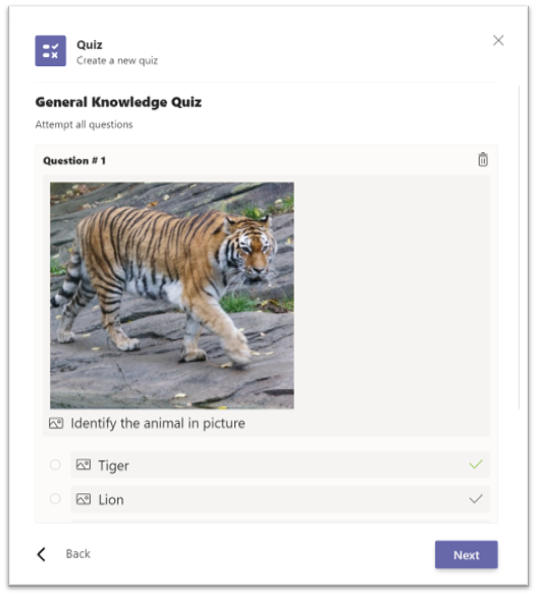 Quiz
Create a new quiz
General Knowledge Quiz
Attempt all questions
Question # 1
Identify the animal in picture
Tiger
Lion
Back
Next